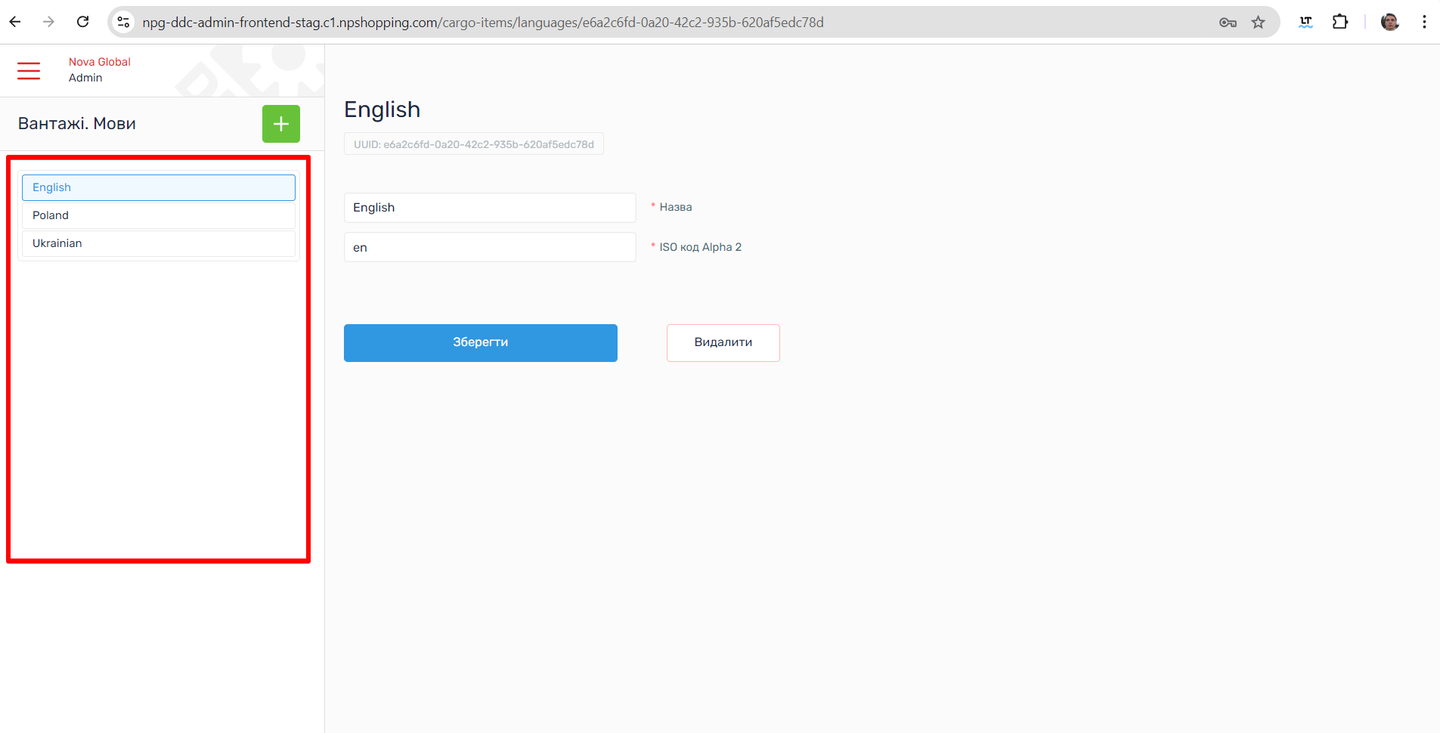 npg-ddc-admin-frontend-stag.c1.npshopping.com/cargo-items/languages/e6a2c6fd-0a20-42c2-935b-620af5edc78d
LT
Nova Global
Admin
Вантажі. Мови
+
English
Poland
Ukrainian
English
UUID: e6a2c6fd-0a20-42c2-935b-620af5edc78d
English * Назва
en * ISO код Alpha 2
Зберегти Видалити